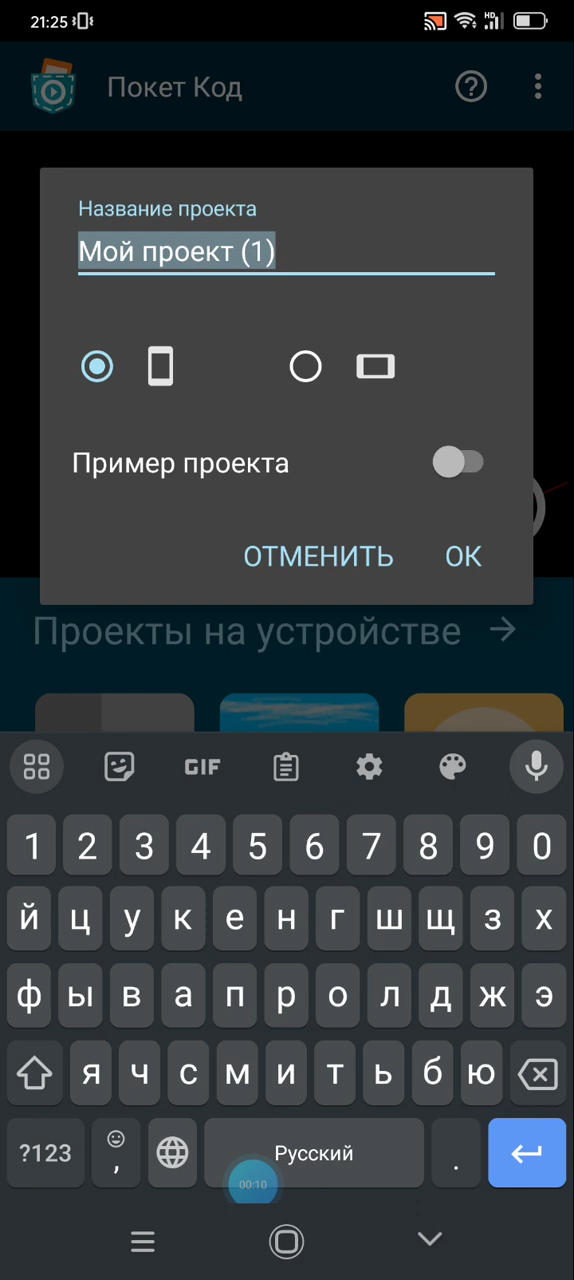 21:25
HD
Покет Код
Название проекта
Мой проект (1)
Пример проекта
ОТМЕНИТЬ
ОК
Проекты на устройстве
GIF
1 2 3 4 5 6 7 8 9 0
й ц у к е н г ш щ з х
ф ы в а п р о л д ж э
я ч с м и т ь б ю
?123 , Русский .
00:10